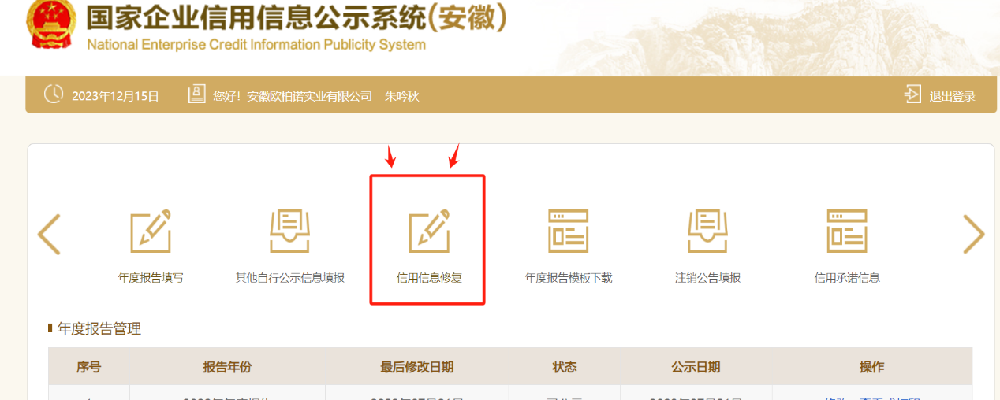 国家企业信用信息公示系统(安徽)
National Enterprise Credit Information Publicity System
2023年12月15日 您好！安徽欧柏诺实业有限公司 朱吟秋 退出登录
年度报告填写 其他自行公示信息填报 信用信息修复 年度报告模板下载 注销公告填报 信用承诺信息
年度报告管理
序号 报告年份 最后修改日期 状态 公示日期 操作